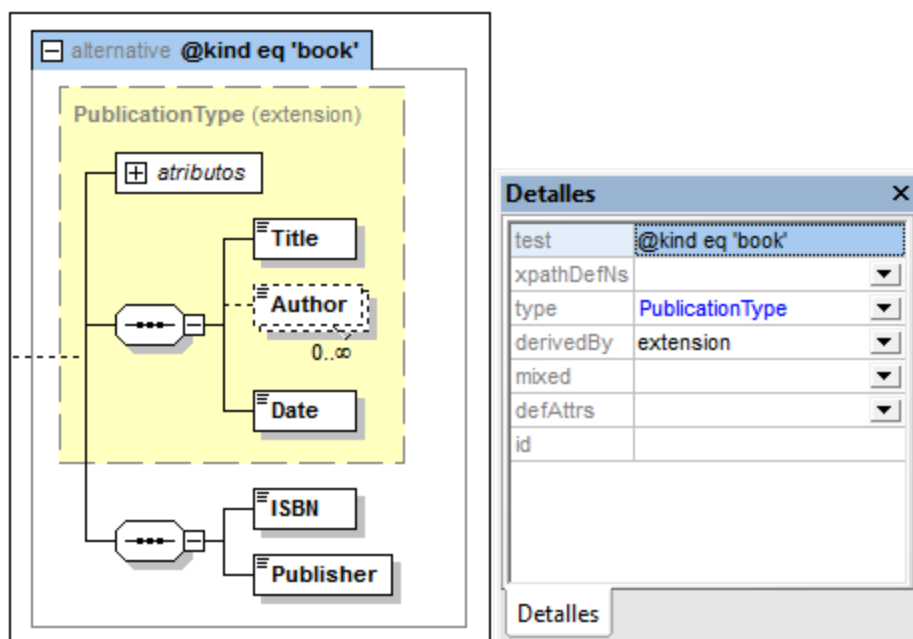 alternative @kind eq 'book'
PublicationType (extension)
atributos
Title
Author
0..∞
Date
ISBN
Publisher
Detalles
test @kind eq 'book'
xpathDefNs
type PublicationType
derivedBy extension
mixed
defAttrs
id
Detalles